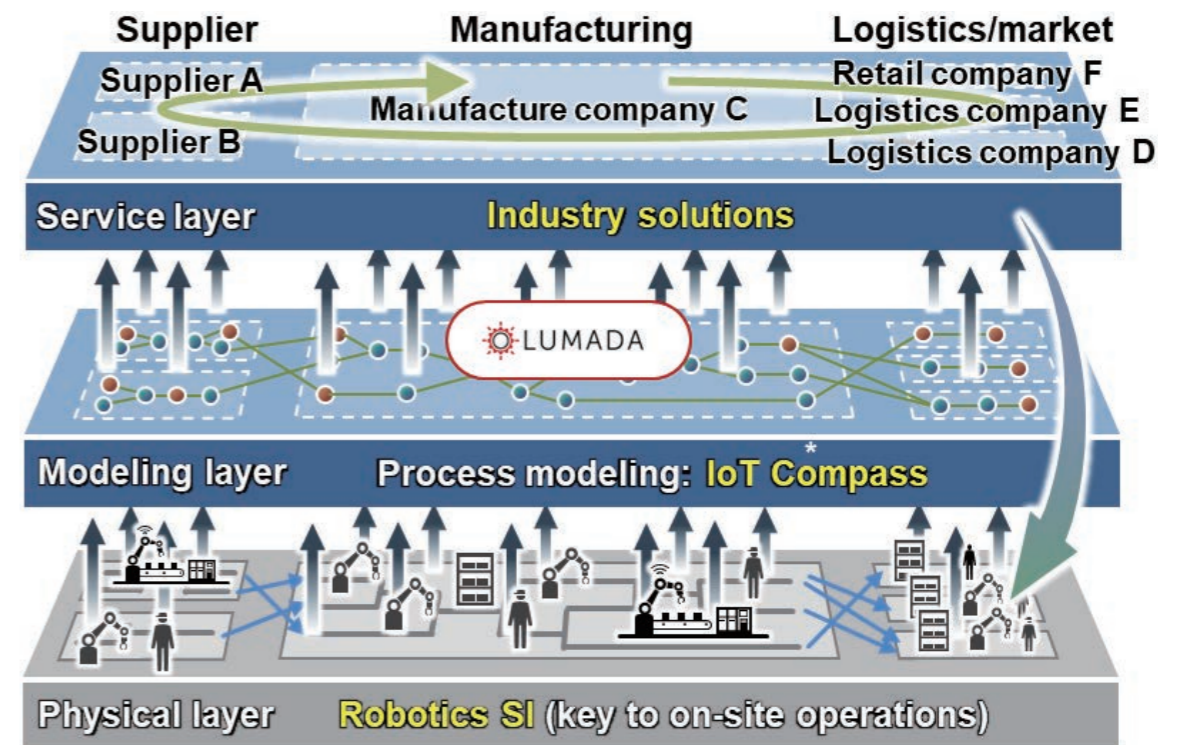 Supplier Manufacturing Logistics/market
Supplier A
Retail company F
Manufacture company C
Logistics company E
Supplier B
Logistics company D
Service layer Industry solutions
LUMADA
Modeling layer Process modeling: IoT Compass*
Physical layer Robotics SI (key to on-site operations)